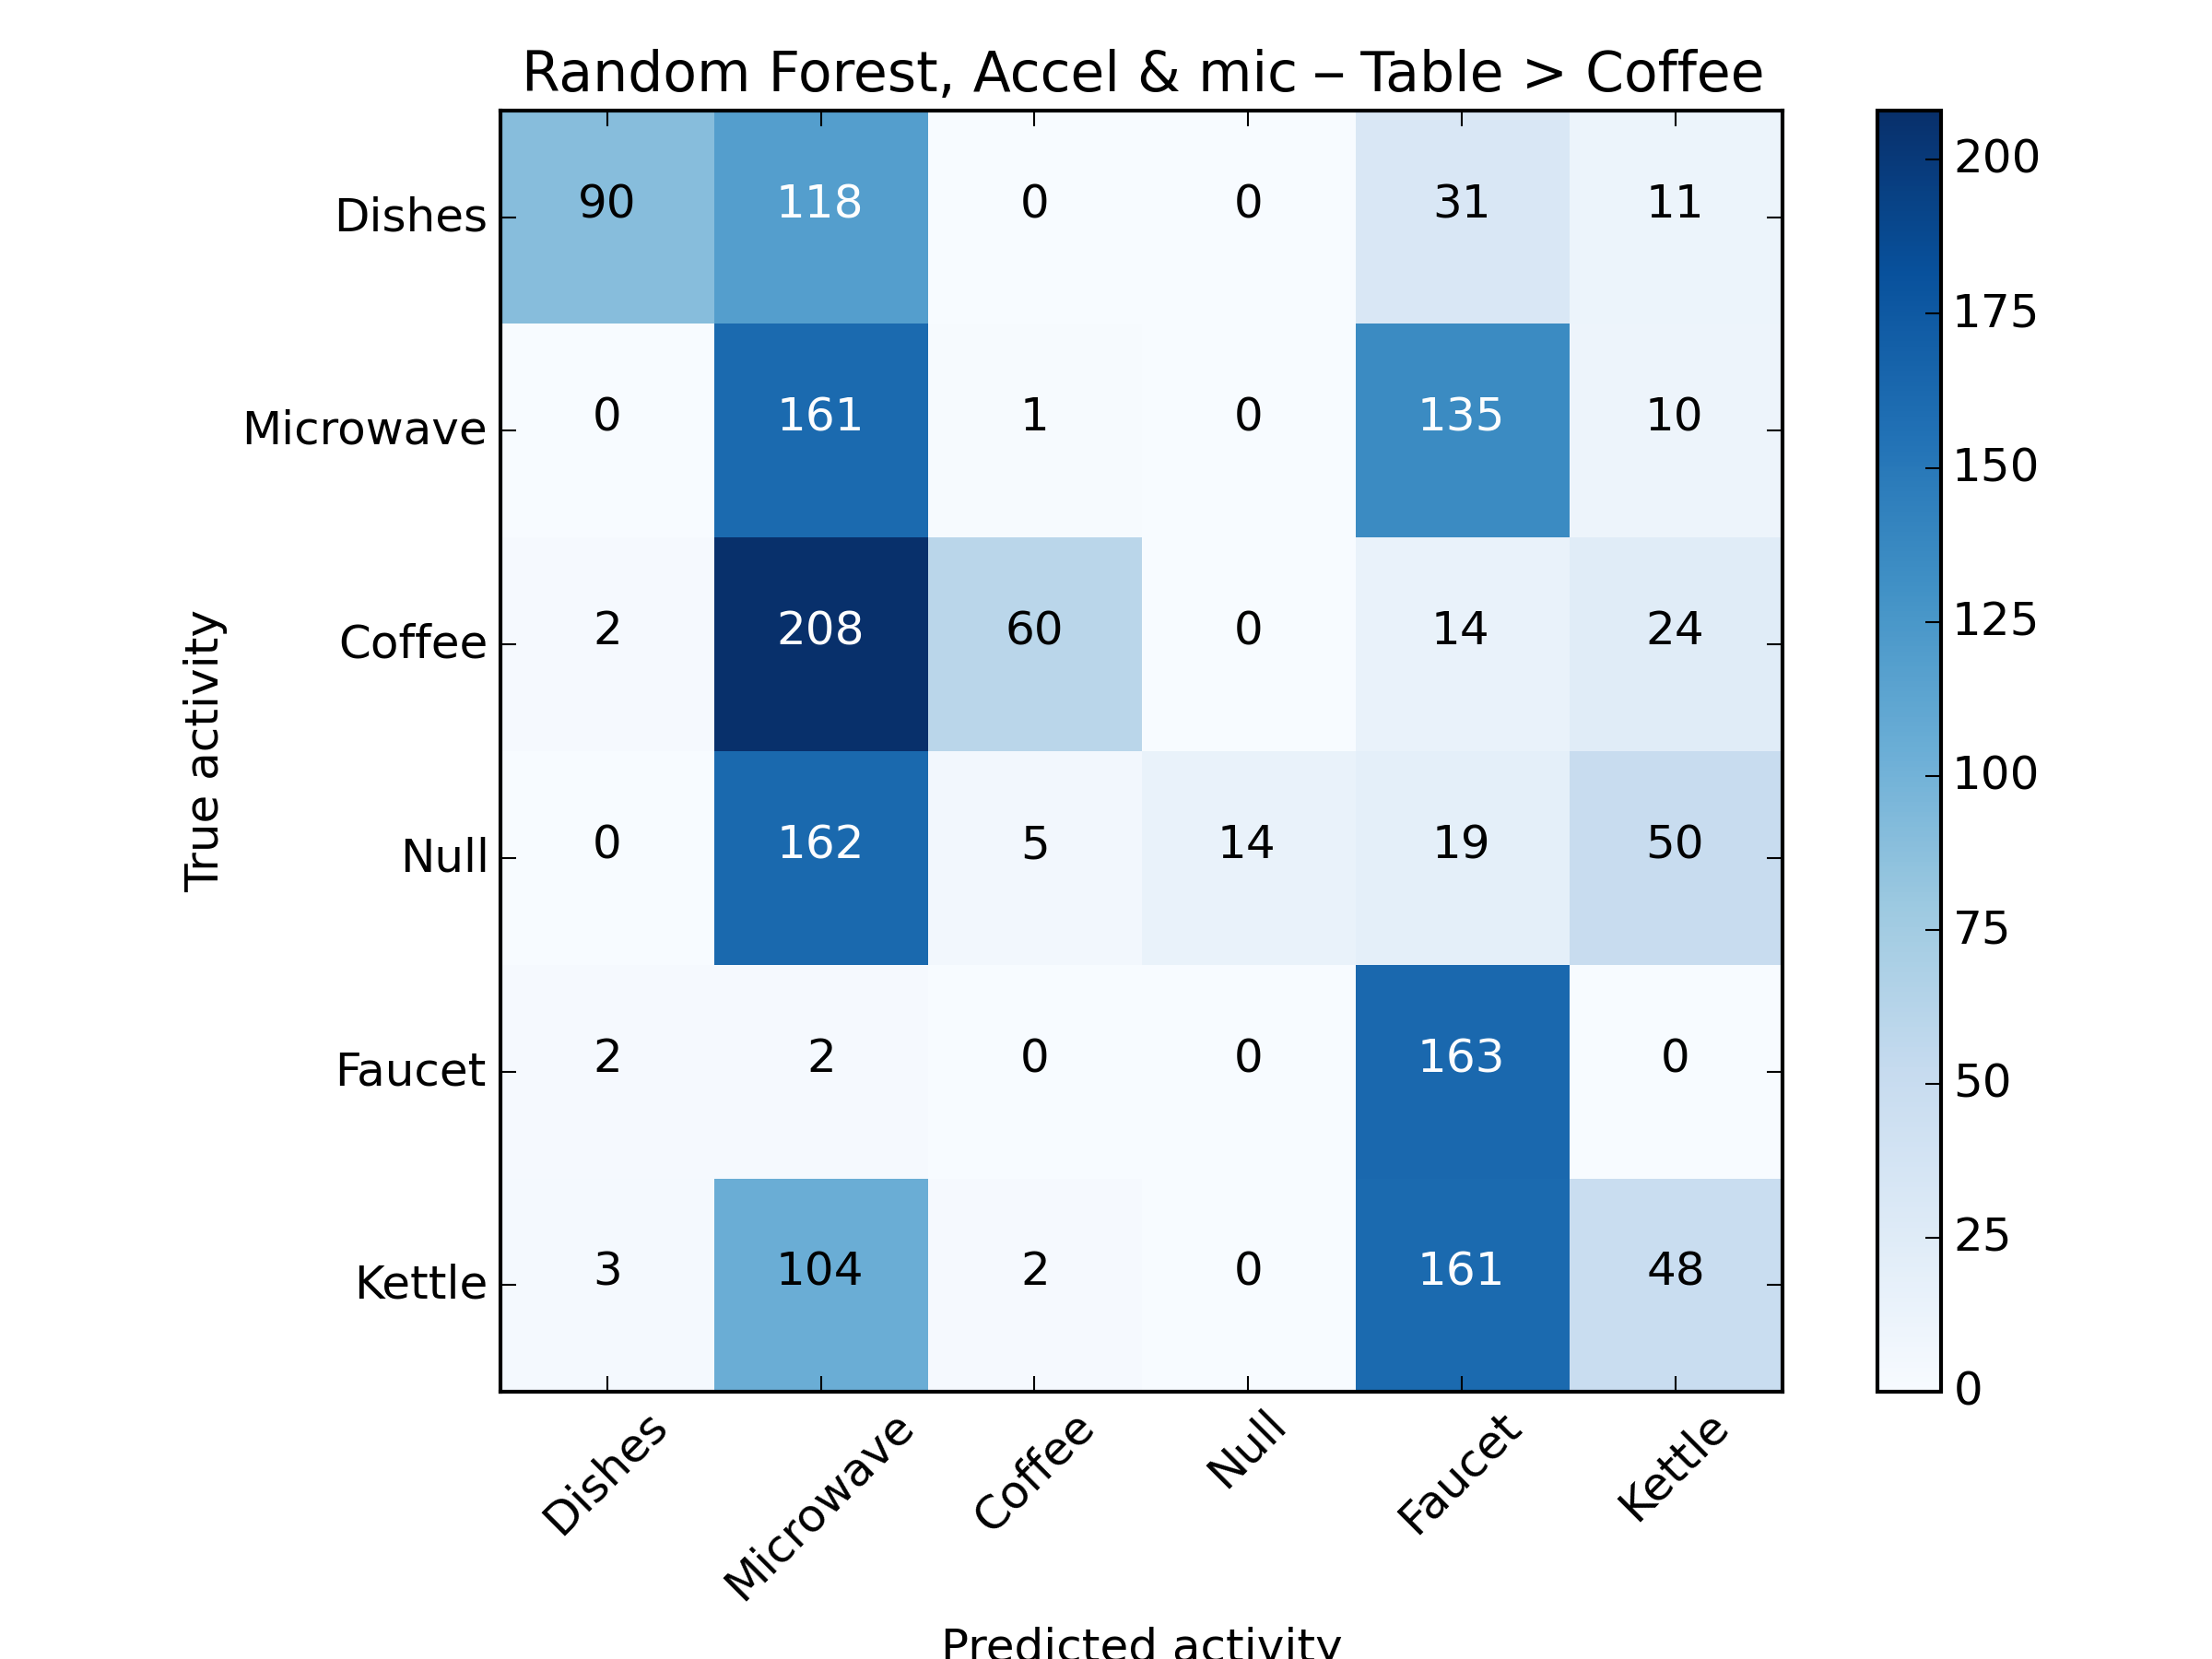 Random Forest, Accel & mic – Table > Coffee
Dishes 90 118 0 0 31 11
Microwave 0 161 1 0 135 10
Coffee 2 208 60 0 14 24
Null 0 162 5 14 19 50
Faucet 2 2 0 0 163 0
Kettle 3 104 2 0 161 48
True activity
Dishes Microwave Coffee Null Faucet Kettle
Predicted activity
200
175
150
125
100
75
50
25
0